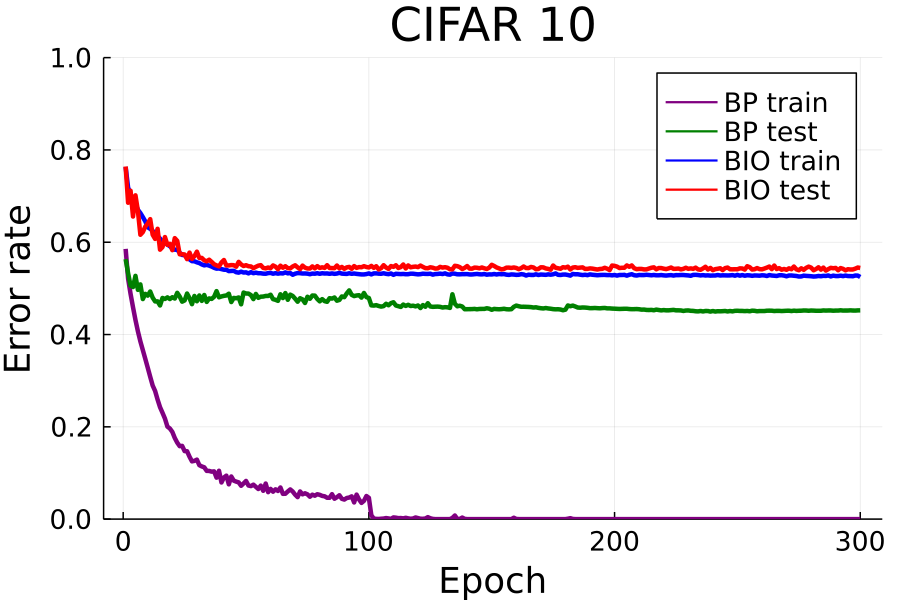 CIFAR 10
1.0
0.8
0.6
0.4
0.2
0.0
Error rate
BP train
BP test
BIO train
BIO test
0 100 200 300
Epoch